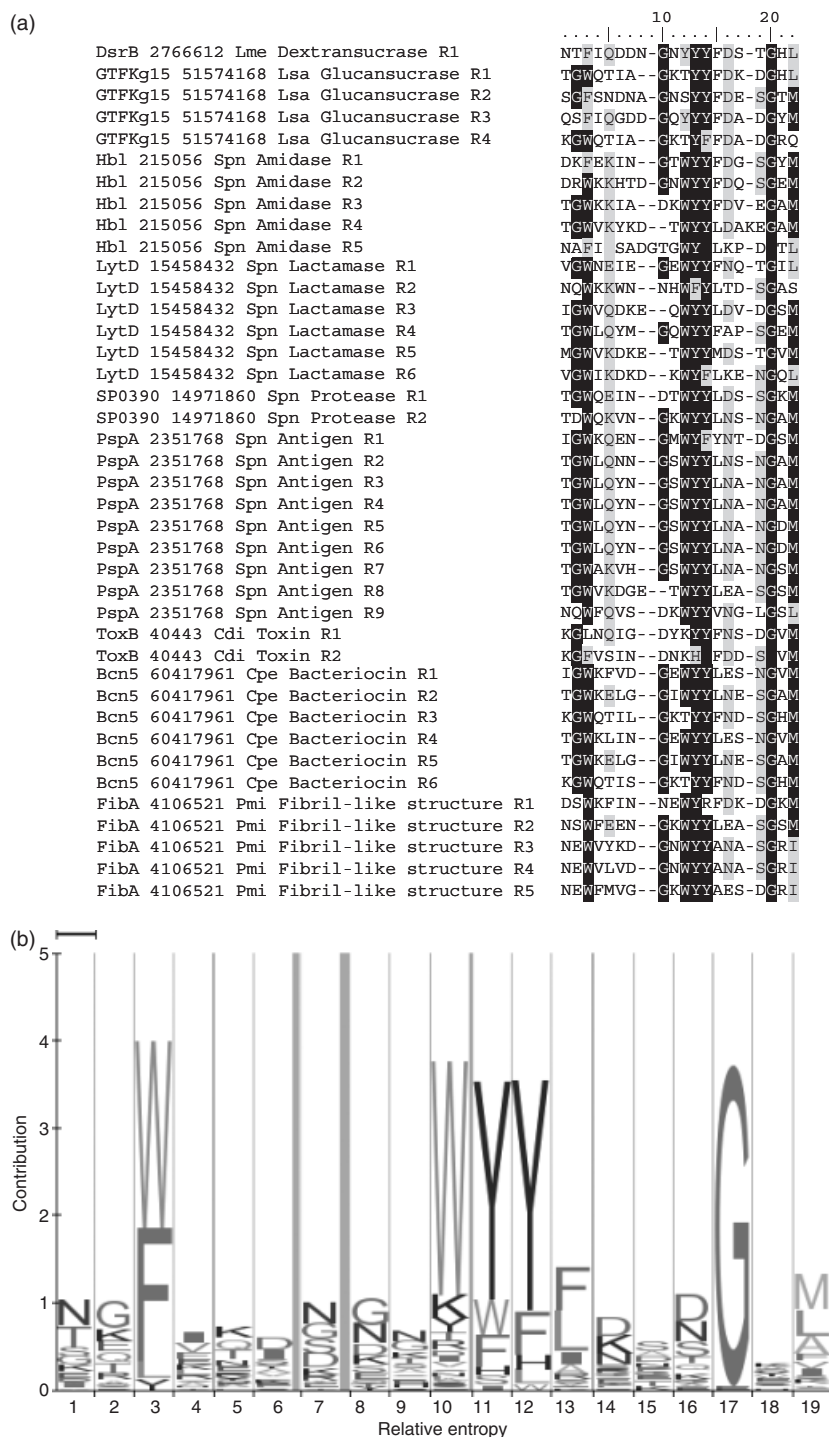 (a)
10 20
DsrB 2766612 Lme Dextransucrase R1 NTFIQDDN-GNYYYFDS-TGHL
GTFKg15 51574168 Lsa Glucansucrase R1 TGWQTIA--GKTYYFDK-DGHL
GTFKg15 51574168 Lsa Glucansucrase R2 SGFSNDNA-GNSYYFDE-SGTM
GTFKg15 51574168 Lsa Glucansucrase R3 QSFIQGDD-GQYYYFDA-DGYM
GTFKg15 51574168 Lsa Glucansucrase R4 KGWQTIA--GKTYFFDA-DGRQ
Hbl 215056 Spn Amidase R1 DKFEKIN--GTWYYFDG-SGYM
Hbl 215056 Spn Amidase R2 DRWKKHTD-GNWYYFDQ-SGEM
Hbl 215056 Spn Amidase R3 TGWKKIA--DKWYYFDV-EGAM
Hbl 215056 Spn Amidase R4 TGWVKYKD--TWYYLDAKEGAM
Hbl 215056 Spn Amidase R5 NAFI SADGTGWY LKP-D TL
LytD 15458432 Spn Lactamase R1 VGWNEIE--GEWYYFNQ-TGIL
LytD 15458432 Spn Lactamase R2 NQWKKWN--NHWFYLTD-SGAS
LytD 15458432 Spn Lactamase R3 IGWVQDKE--QWYYLDV-DGSM
LytD 15458432 Spn Lactamase R4 TGWLQYM--GQWYYFAP-SGEM
LytD 15458432 Spn Lactamase R5 MGWVKDKE--TWYYMDS-TGVM
LytD 15458432 Spn Lactamase R6 VGWIKDKD--KWYFLKE-NGQL
SP0390 14971860 Spn Protease R1 TGWQEIN--DTWYYLDS-SGKM
SP0390 14971860 Spn Protease R2 TDWQKVN--GKWYYLNS-NGAM
PspA 2351768 Spn Antigen R1 IGWKQEN--GMWYFYNT-DGSM
PspA 2351768 Spn Antigen R2 TGWLQNN--GSWYYLNS-NGAM
PspA 2351768 Spn Antigen R3 TGWLQYN--GSWYYLNA-NGAM
PspA 2351768 Spn Antigen R4 TGWLQYN--GSWYYLNA-NGAM
PspA 2351768 Spn Antigen R5 TGWLQYN--GSWYYLNA-NGDM
PspA 2351768 Spn Antigen R6 TGWLQYN--GSWYYLNA-NGDM
PspA 2351768 Spn Antigen R7 TGWAKVH--GSWYYLNA-NGSM
PspA 2351768 Spn Antigen R8 TGWVKDGE--TWYYLEA-SGSM
PspA 2351768 Spn Antigen R9 NQWFQVS--DKWYYVNG-LGSL
ToxB 40443 Cdi Toxin R1 KGLNQIG--DYKYYFNS-DGVM
ToxB 40443 Cdi Toxin R2 KGFVSIN--DNKH FDD-S VM
Bcn5 60417961 Cpe Bacteriocin R1 IGWKFVD--GEWYYLES-NGVM
Bcn5 60417961 Cpe Bacteriocin R2 TGWKELG--GIWYYLNE-SGAM
Bcn5 60417961 Cpe Bacteriocin R3 KGWQTIL--GKTYYFND-SGHM
Bcn5 60417961 Cpe Bacteriocin R4 TGWKLIN--GEWYYLES-NGVM
Bcn5 60417961 Cpe Bacteriocin R5 TGWKELG--GIWYYLNE-SGAM
Bcn5 60417961 Cpe Bacteriocin R6 KGWQTIS--GKTYYFND-SGHM
FibA 4106521 Pmi Fibril-like structure R1 DSWKFIN--NEWYRFDK-DGKM
FibA 4106521 Pmi Fibril-like structure R2 NSWFEEN--GKWYYLEA-SGSM
FibA 4106521 Pmi Fibril-like structure R3 NEWVYKD--GNWYYANA-SGRI
FibA 4106521 Pmi Fibril-like structure R4 NEWVLVD--GNWYYANA-SGRI
FibA 4106521 Pmi Fibril-like structure R5 NEWFMVG--GKWYYAES-DGRI
(b)
5
4
3
2
1
0
Contribution
1 2 3 4 5 6 7 8 9 10 11 12 13 14 15 16 17 18 19
Relative entropy